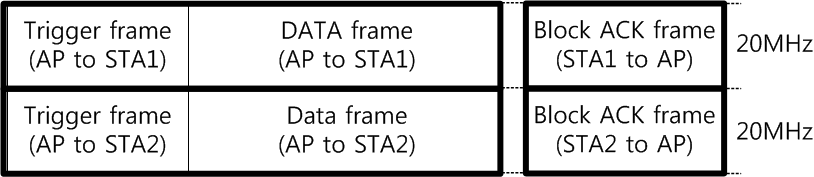 Trigger frame
(AP to STA1)
DATA frame
(AP to STA1)
Block ACK frame
(STA1 to AP)
20MHz
Trigger frame
(AP to STA2)
Data frame
(AP to STA2)
Block ACK frame
(STA2 to AP)
20MHz